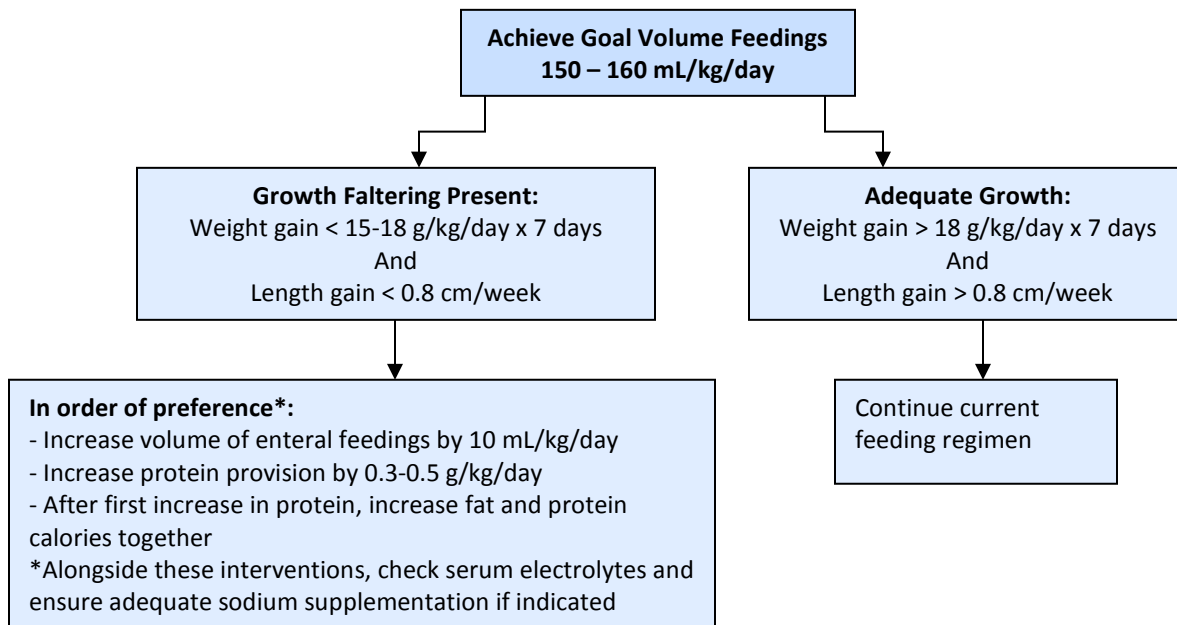 Achieve Goal Volume Feedings
150 – 160 mL/kg/day
Growth Faltering Present:
Weight gain < 15-18 g/kg/day x 7 days
And
Length gain < 0.8 cm/week
Adequate Growth:
Weight gain > 18 g/kg/day x 7 days
And
Length gain > 0.8 cm/week
In order of preference*:
- Increase volume of enteral feedings by 10 mL/kg/day
- Increase protein provision by 0.3-0.5 g/kg/day
- After first increase in protein, increase fat and protein
calories together
*Alongside these interventions, check serum electrolytes and
ensure adequate sodium supplementation if indicated
Continue current
feeding regimen